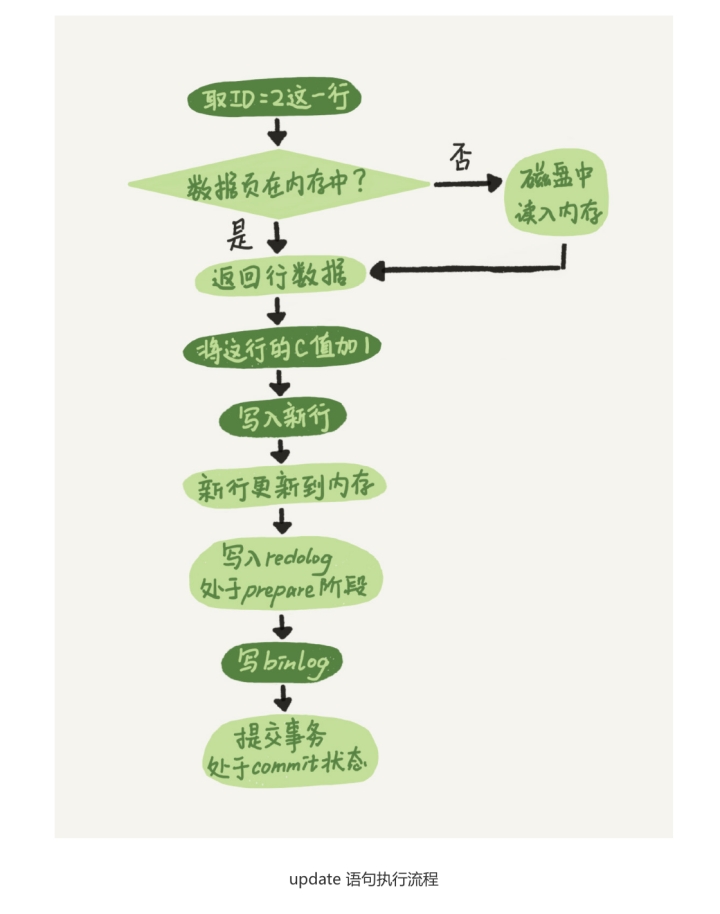 取ID=2这一行
数据页在内存中？
否
磁盘中
读入内存
是
返回行数据
将这行的C值加1
写入新行
新行更新到内存
写入redolog
处于prepare阶段
写binlog
提交事务
处于commit状态
update 语句执行流程